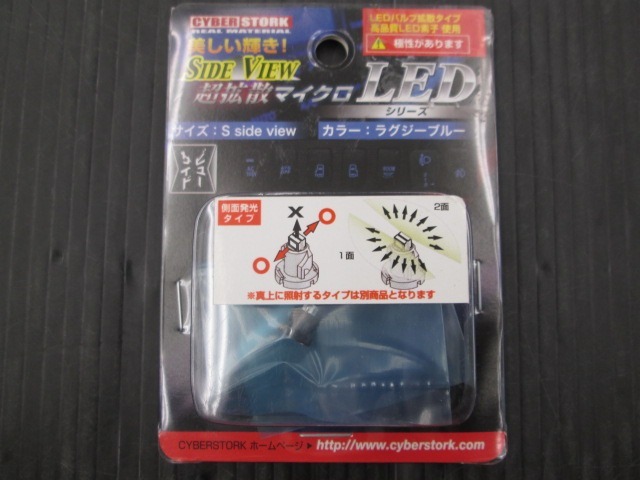 CYBERSTORK
REAL MATERIAL
LEDバルブ拡散タイプ
高品質LED素子 使用
極性があります
美しい輝き!
SIDE VIEW
超拡散マイクロ LED
シリーズ
サイズ:S side view
カラー:ラグジーブルー
側面発光
タイプ
X
2面
1面
※真上に照射するタイプは別商品となります
CYBERSTORK ホームページ
http://www.cyberstork.com